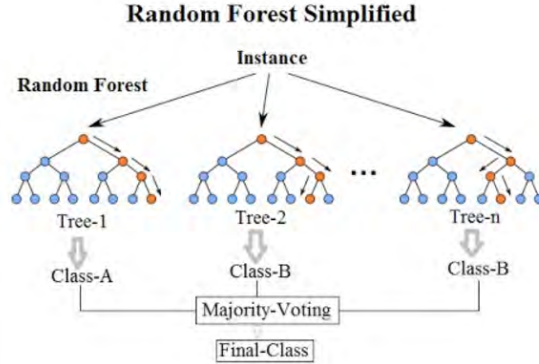 Random Forest Simplified
Instance
Random Forest
...
Tree-1 Tree-2 Tree-n
Class-A Class-B Class-B
Majority-Voting
Final-Class